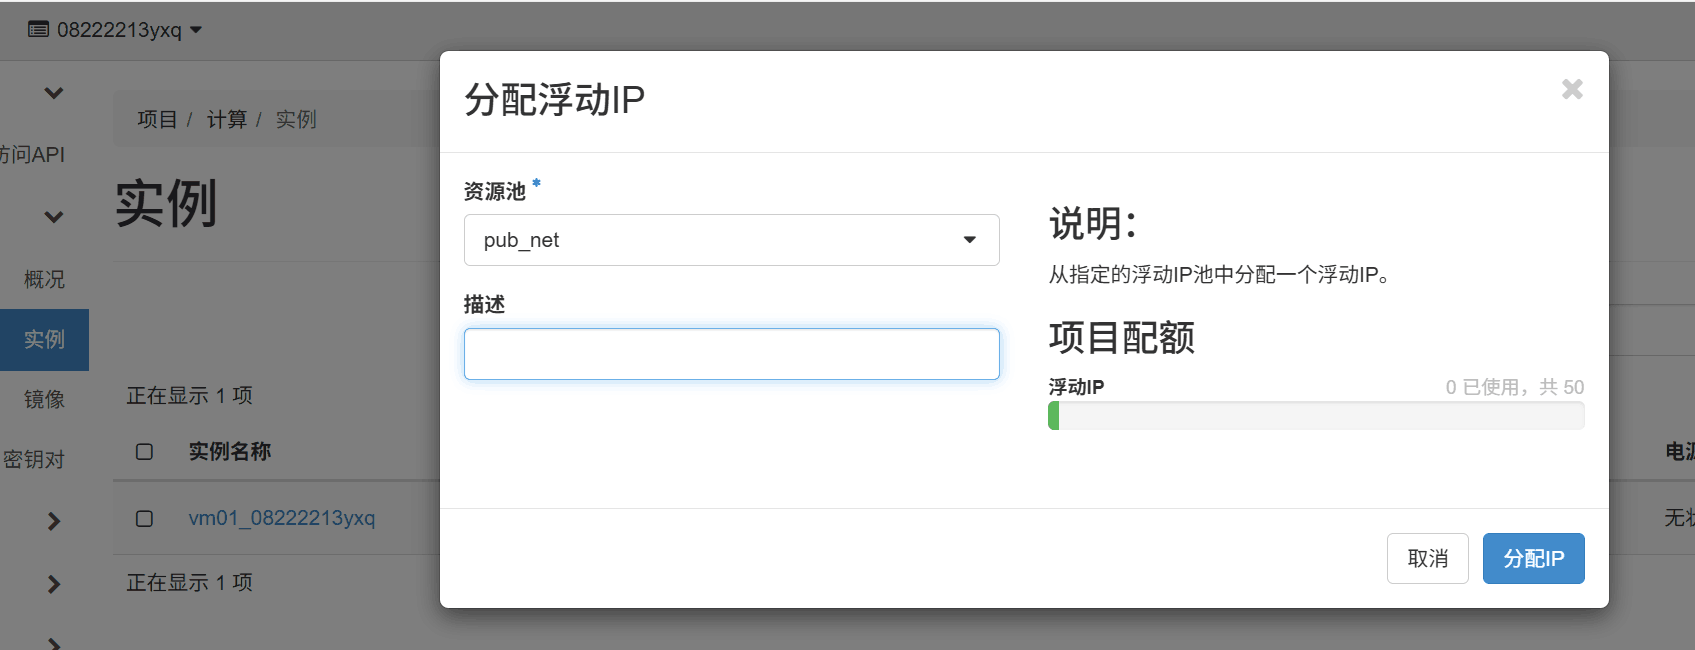 08222213yxq
访问API
概况
实例
镜像
密钥对
项目 / 计算 / 实例
实例
正在显示 1 项
实例名称
vm01_08222213yxq
正在显示 1 项
分配浮动IP
资源池 *
pub_net
描述
说明：
从指定的浮动IP池中分配一个浮动IP。
项目配额
浮动IP
0 已使用，共 50
取消
分配IP
电源
无状